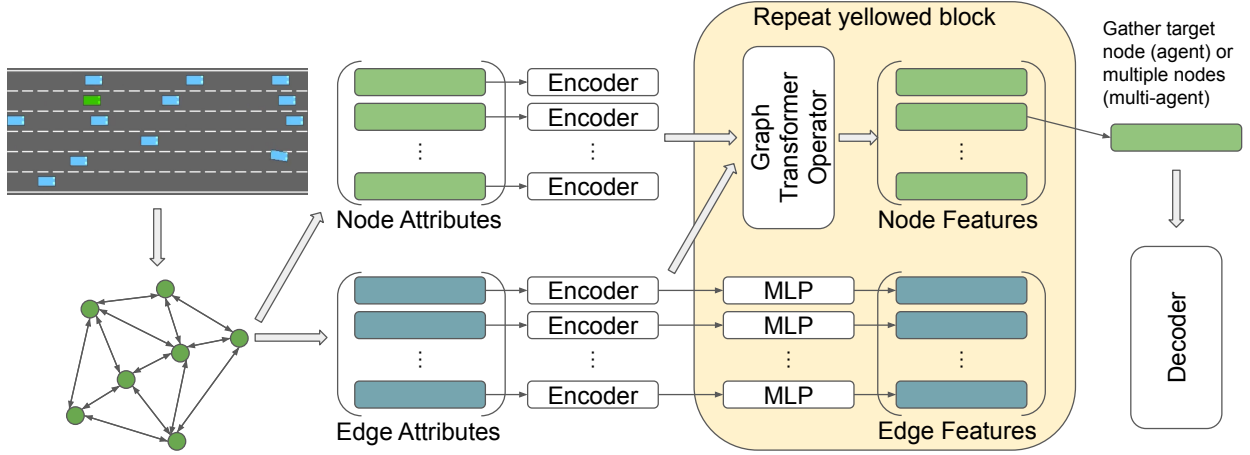 Repeat yellowed block
Gather target
node (agent) or
multiple nodes
(multi-agent)
Encoder
Encoder
⋮
⋮
Encoder
Node Attributes
Graph
Transformer
Operator
⋮
Node Features
Encoder
MLP
Encoder
MLP
⋮
⋮
⋮
⋮
Encoder
MLP
Edge Attributes
Edge Features
Decoder